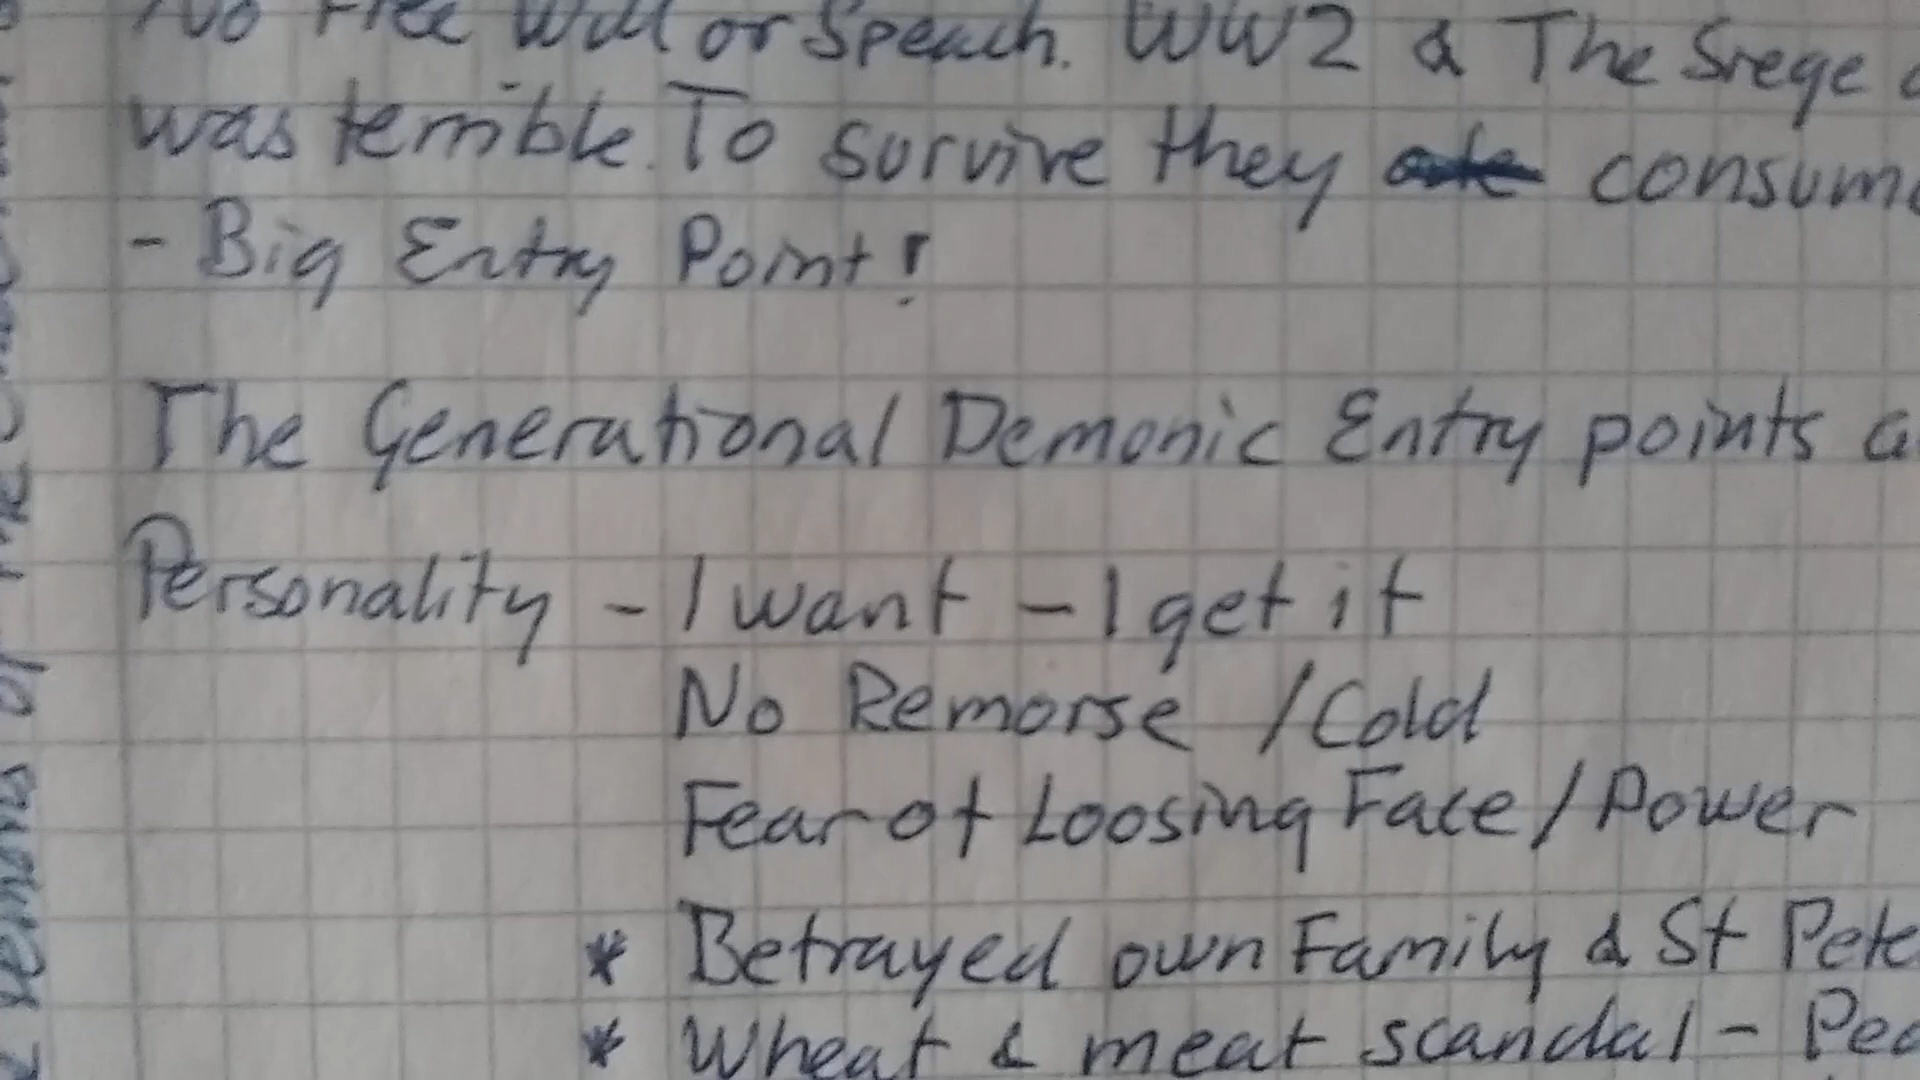 No Free Will or Speach. WW2 & The Siege
was terrible. To survive they
- Big Entry Point!
The Generational Demonic Entry points
Personality - I want - I get it
No Remorse / Cold
Fear of Loosing Face / Power
* Betrayed own Family & St
* Wheat & meat scandal -